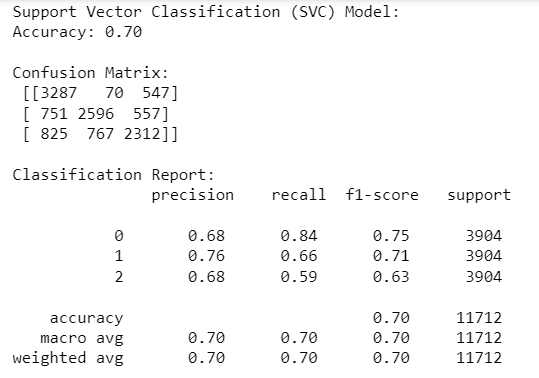 Support Vector Classification (SVC) Model:
Accuracy: 0.70
Confusion Matrix:
[[3287   70  547]
[ 751 2596  557]
[ 825  767 2312]]
Classification Report:
precision    recall  f1-score   support
0       0.68      0.84      0.75      3904
1       0.76      0.66      0.71      3904
2       0.68      0.59      0.63      3904
accuracy                           0.70     11712
macro avg       0.70      0.70      0.70     11712
weighted avg       0.70      0.70      0.70     11712